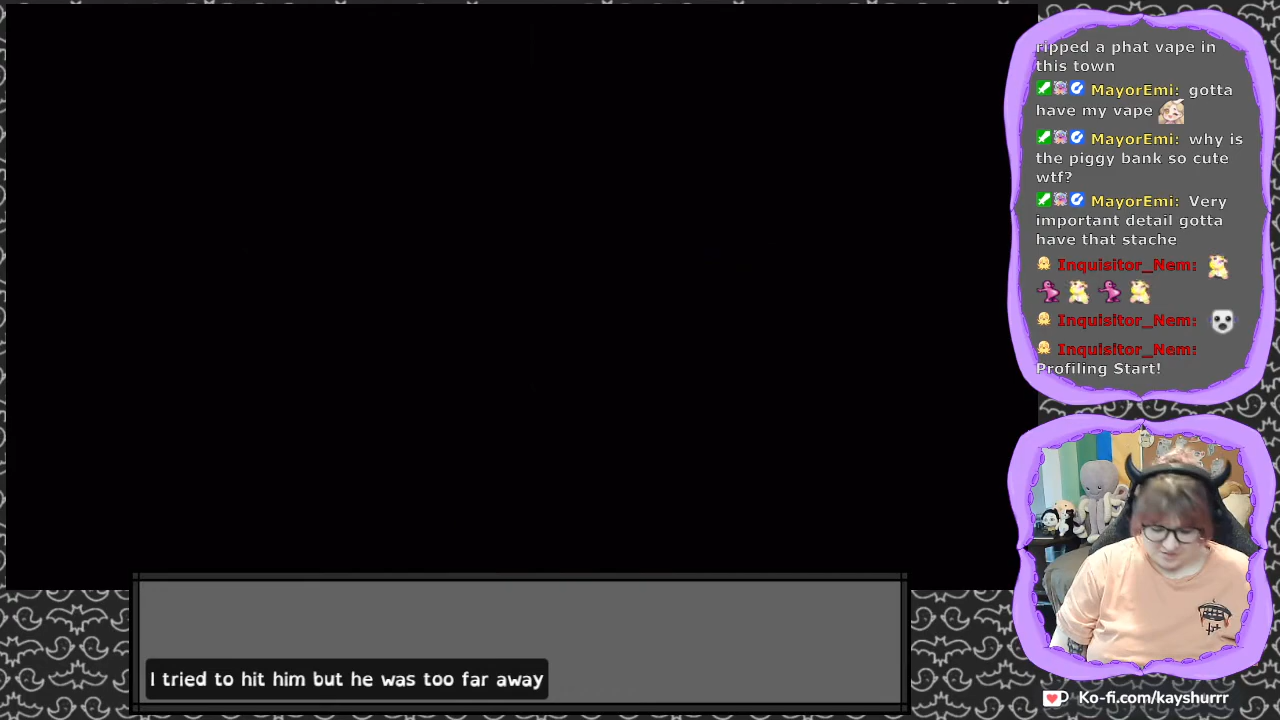 ripped a phat vape in
this town
MayorEmi: gotta
have my vape
MayorEmi: why is
the piggy bank so cute
wtf?
MayorEmi: Very
important detail gotta
have that stache
Inquisitor_Nem:
Inquisitor_Nem:
Inquisitor_Nem:
Profiling Start!
I tried to hit him but he was too far away
Ko-fi.com/kayshurrr